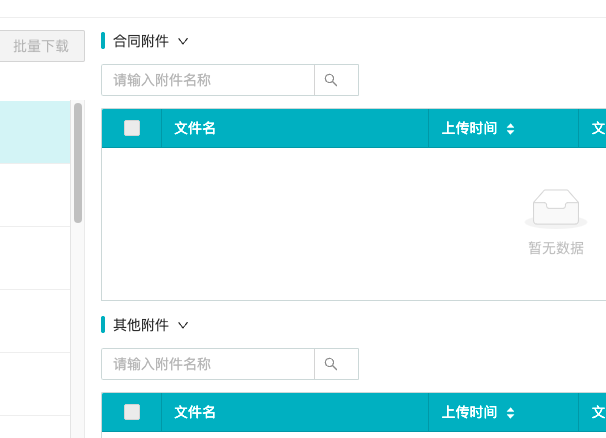 批量下载
合同附件
请输入附件名称
文件名 上传时间 文
暂无数据
其他附件
请输入附件名称
文件名 上传时间 文